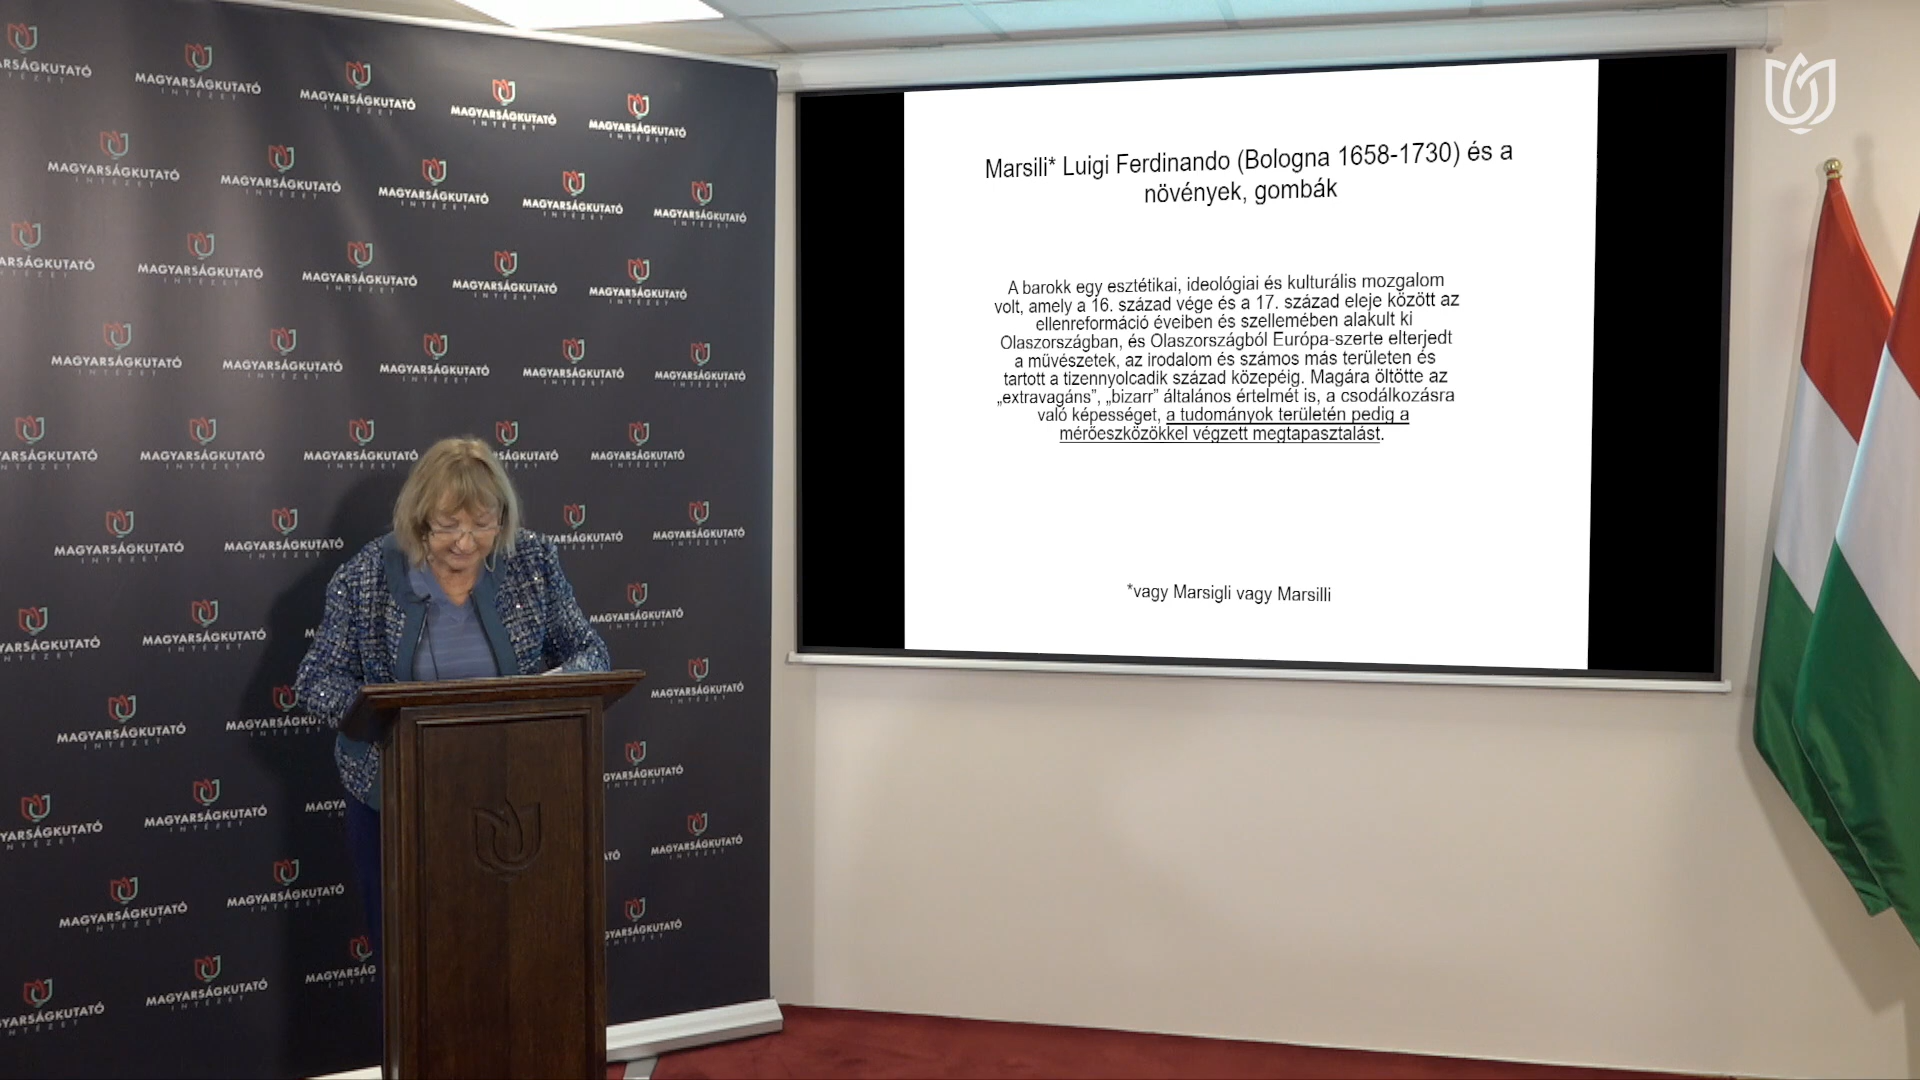 MAGYARSÁGKUTATÓ
INTÉZET
Marsili* Luigi Ferdinando (Bologna 1658-1730) és a
növények, gombák
A barokk egy esztétikai, ideológiai és kulturális mozgalom
volt, amely a 16. század vége és a 17. század eleje között az
ellenreformáció éveiben és szellemében alakult ki
Olaszországban, és Olaszországból Európa-szerte elterjedt
a művészetek, az irodalom és számos más területen és
tartott a tizennyolcadik század közepéig. Magára öltötte az
„extravagáns”, „bizarr” általános értelmét is, a csodálkozásra
való képességet, a tudományok területén pedig a
mérőeszközökkel végzett megtapasztalást.
*vagy Marsigli vagy Marsilli